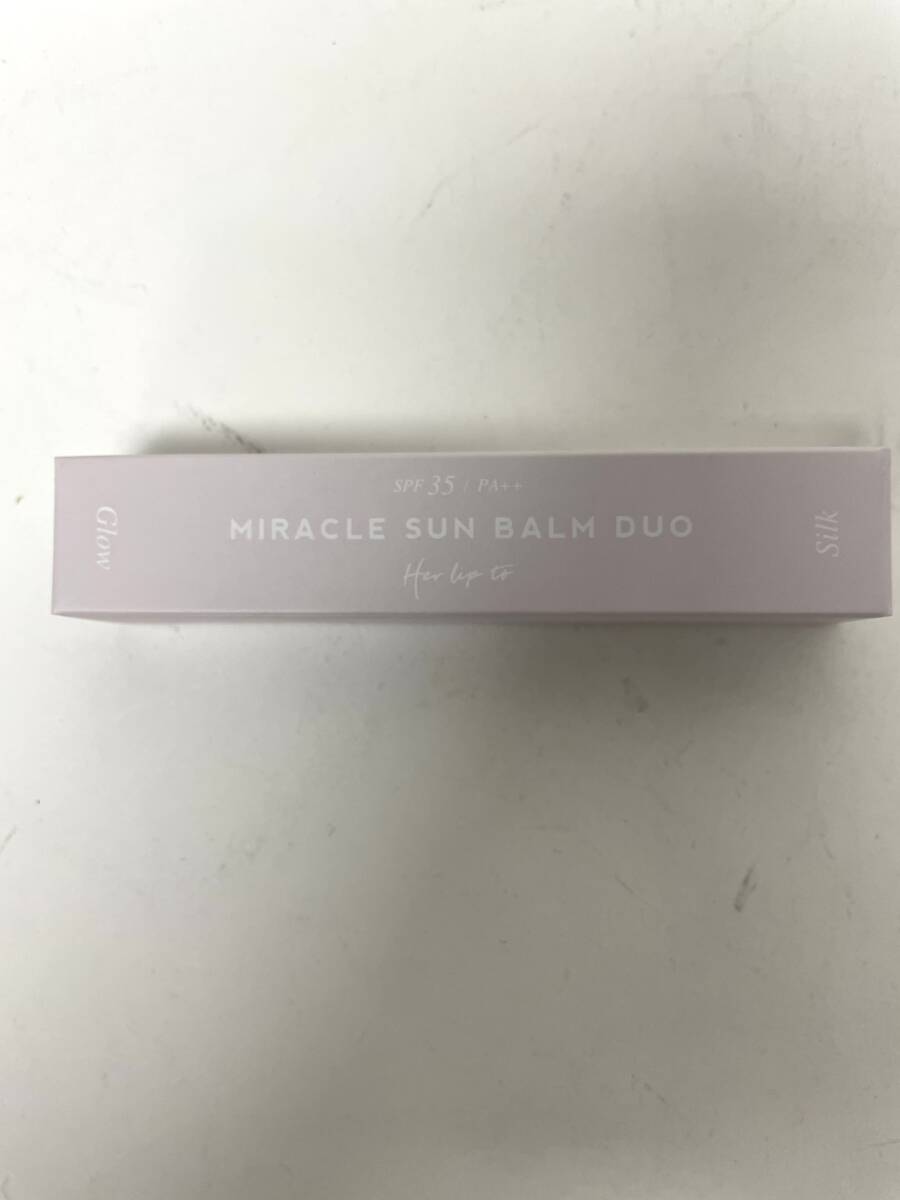 SPF 35 / PA++
MIRACLE SUN BALM DUO
Her lip to
Glow
Silk